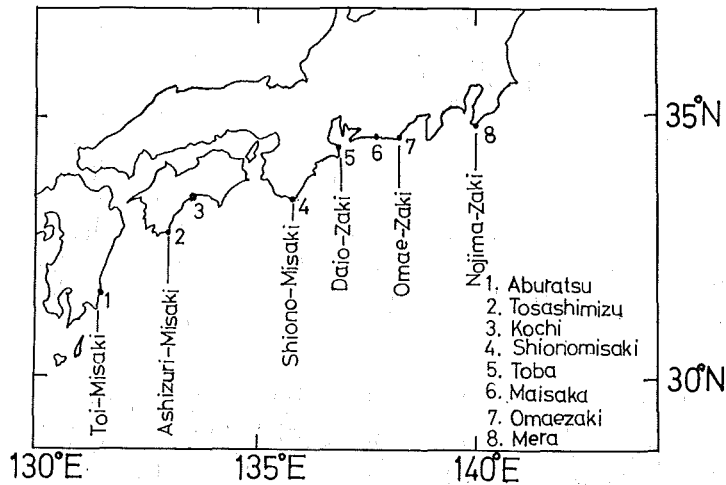 35°N
5
6
7
8
3
2
4
1
Toi-Misaki
Ashizuri-Misaki
Shiono-Misaki
Daio-Zaki
Omae-Zaki
Nojima-Zaki
1. Aburatsu
2. Tosashimizu
3. Kochi
4. Shionomisaki
5. Toba
6. Maisaka
7. Omaezaki
8. Mera
30°N
130°E
135°E
140°E